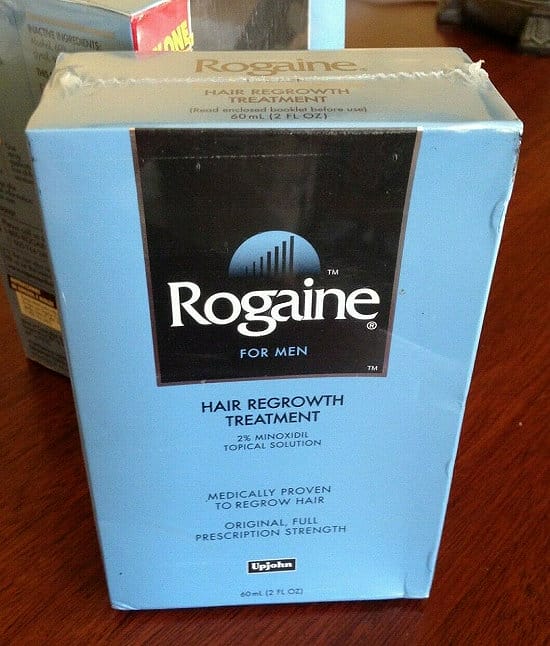 INACTIVE INGREDIENTS:
ONE
Rogaine
HAIR REGROWTH
TREATMENT
(Read enclosed booklet before use)
60 mL (2 FL OZ)
TM
Rogaine®
FOR MEN
TM
HAIR REGROWTH
TREATMENT
2% MINOXIDIL
TOPICAL SOLUTION
MEDICALLY PROVEN
TO REGROW HAIR
ORIGINAL, FULL
PRESCRIPTION STRENGTH
Upjohn
60 mL (2 FL OZ)